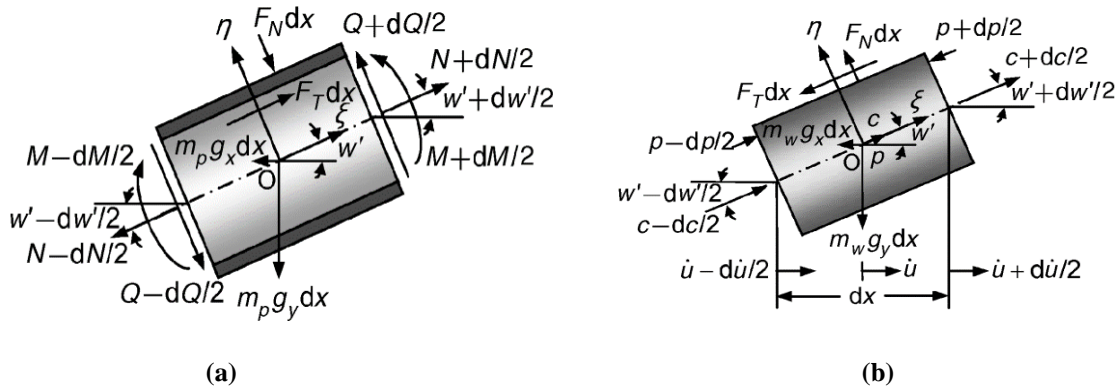 η
F_N dx
Q+dQ/2
N+dN/2
F_T dx
w'+dw'/2
ξ
m_p g_x dx
w'
M−dM/2
O
M+dM/2
w'−dw'/2
N−dN/2
Q−dQ/2
m_p g_y dx
(a)
η
F_N dx
p+dp/2
c+dc/2
F_T dx
w'+dw'/2
ξ
c
m_w g_x dx
w'
p−dp/2
O
p
w'−dw'/2
c−dc/2
m_w g_y dx
u̇−du̇/2
u̇
u̇+du̇/2
dx
(b)